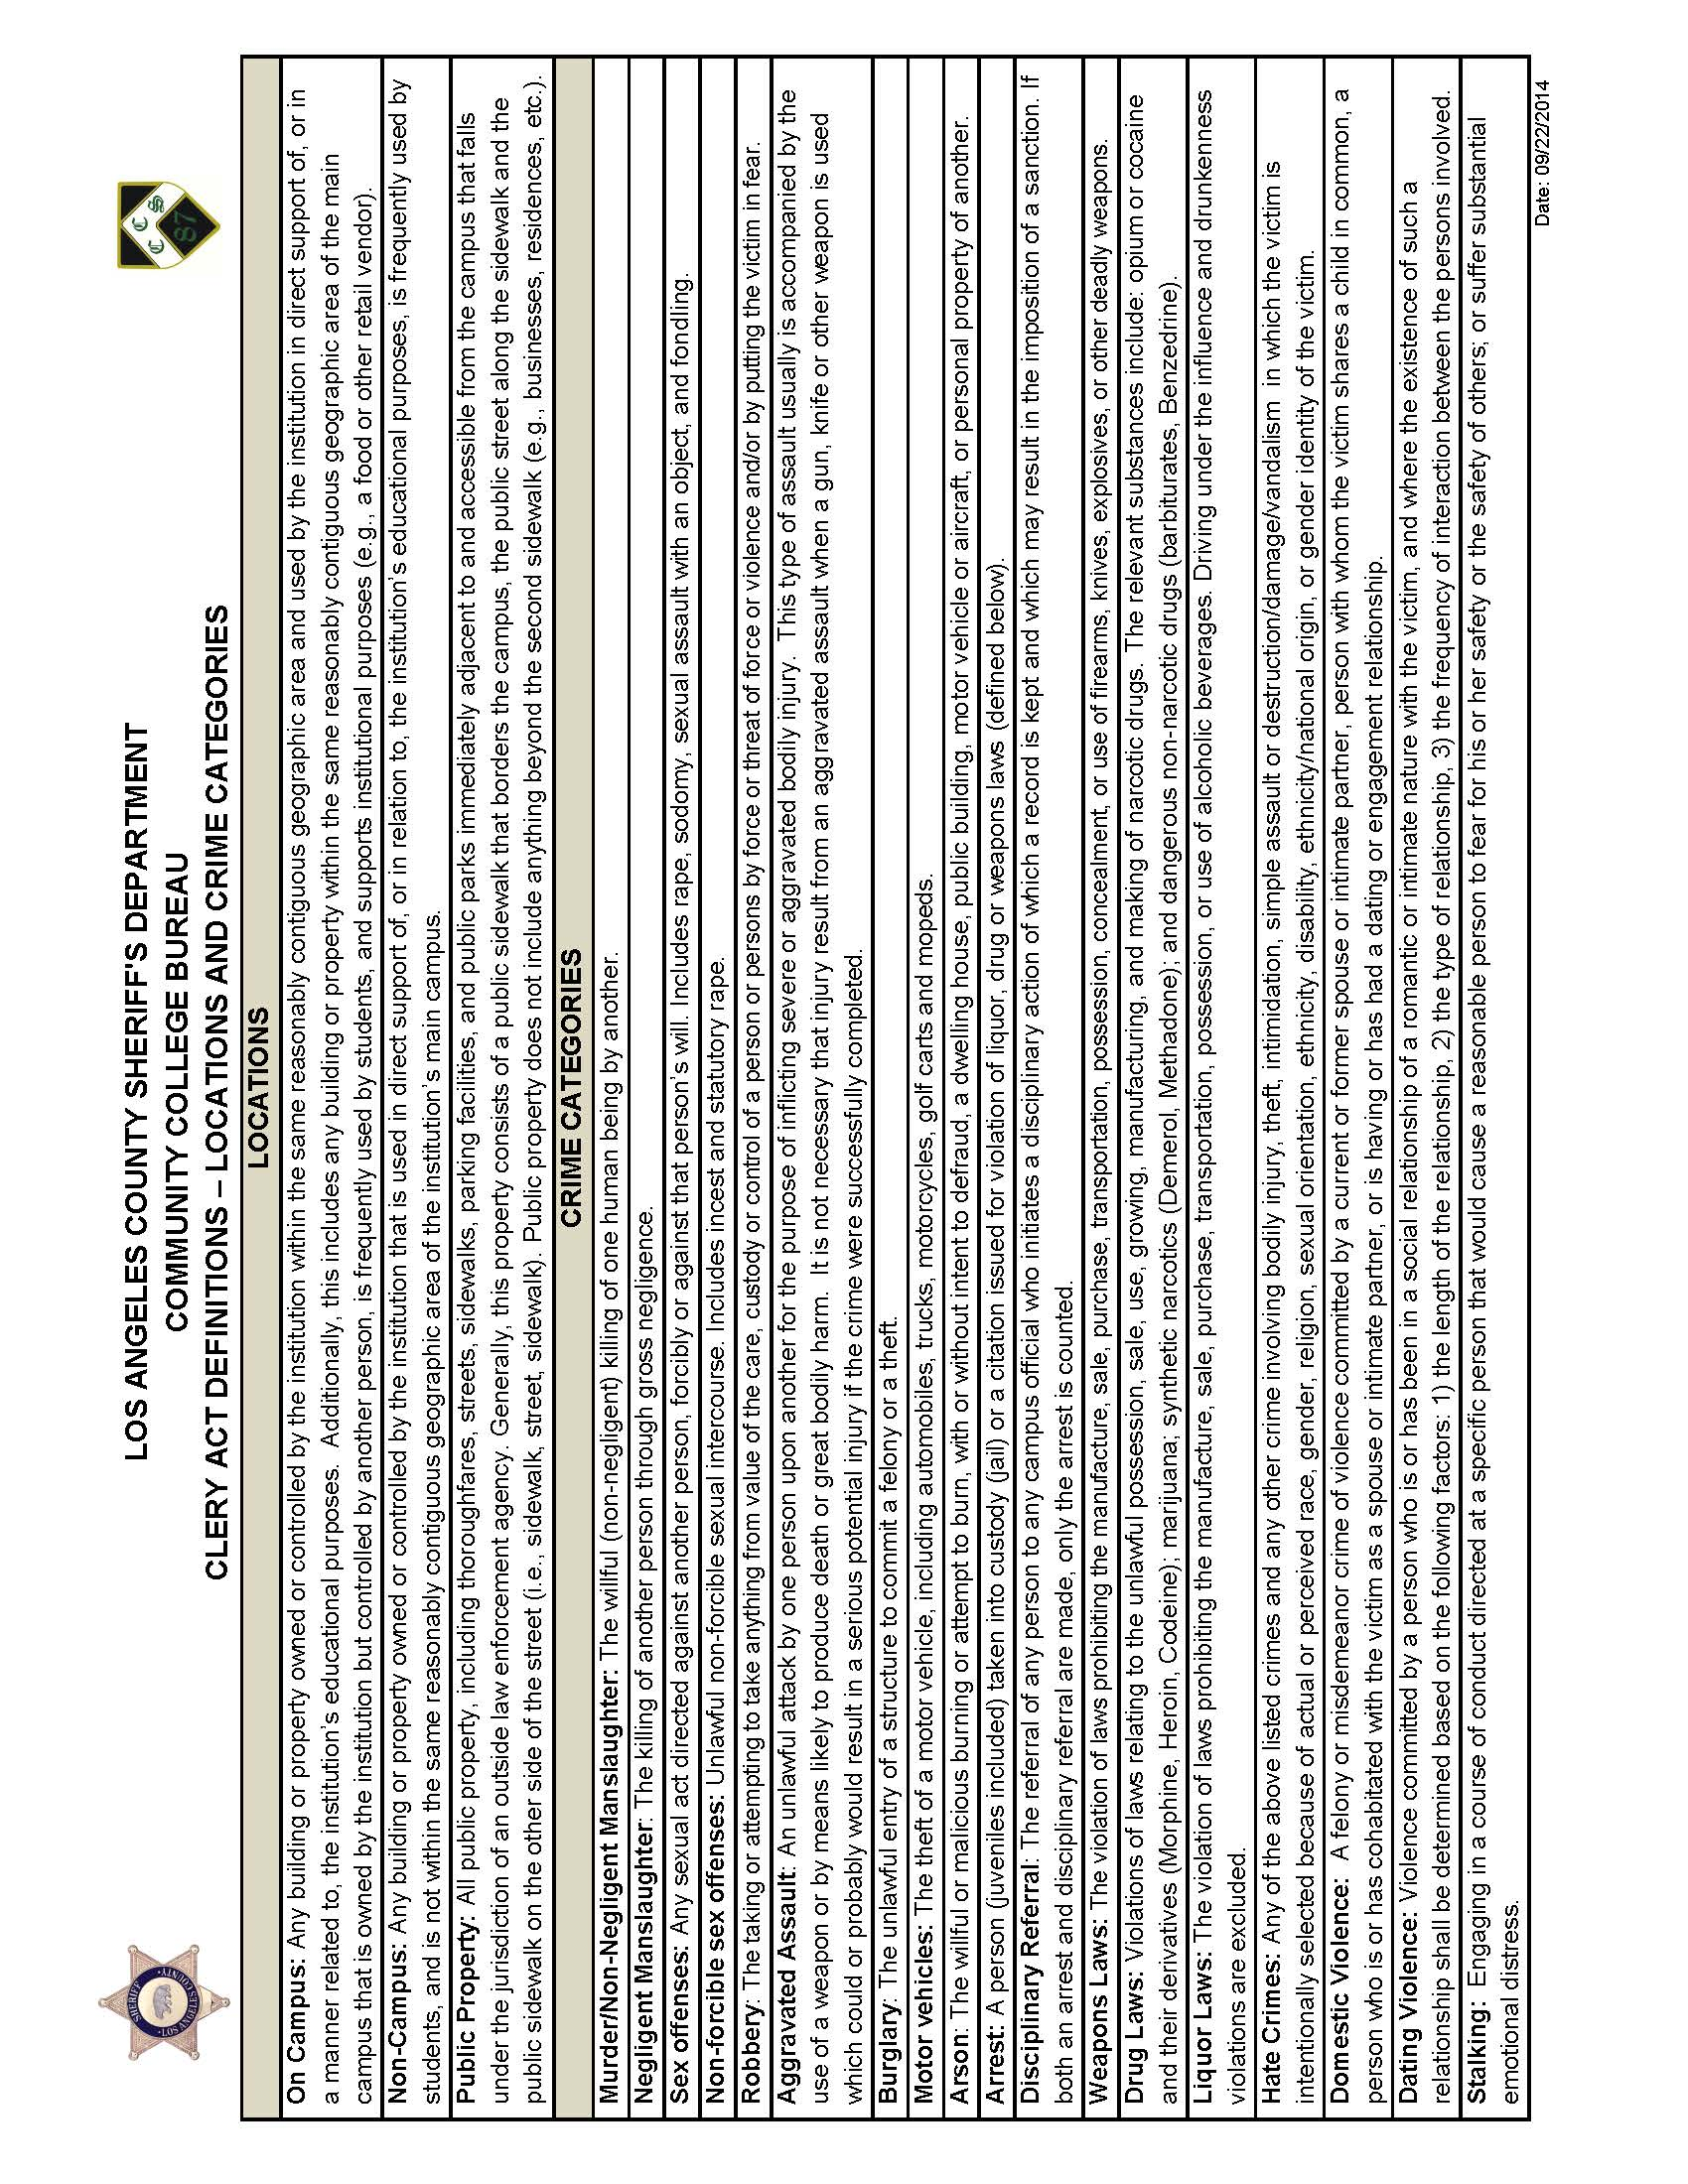 LOS ANGELES COUNTY SHERIFF'S DEPARTMENT
COMMUNITY COLLEGE BUREAU
CLERY ACT DEFINITIONS – LOCATIONS AND CRIME CATEGORIES
SHERIFF
LOS ANGELES COUNTY
C C S
87
LOCATIONS
On Campus: Any building or property owned or controlled by the institution within the same reasonably contiguous geographic area and used by the institution in direct support of, or in
a manner related to, the institution's educational purposes. Additionally, this includes any building or property within the same reasonably contiguous geographic area of the main
campus that is owned by the institution but controlled by another person, is frequently used by students, and supports institutional purposes (e.g., a food or other retail vendor).
Non-Campus: Any building or property owned or controlled by the institution that is used in direct support of, or in relation to, the institution's educational purposes, is frequently used by
students, and is not within the same reasonably contiguous geographic area of the institution's main campus.
Public Property: All public property, including thoroughfares, streets, sidewalks, parking facilities, and public parks immediately adjacent to and accessible from the campus that falls
under the jurisdiction of an outside law enforcement agency. Generally, this property consists of a public sidewalk that borders the campus, the public street along the sidewalk and the
public sidewalk on the other side of the street (i.e., sidewalk, street, sidewalk). Public property does not include anything beyond the second sidewalk (e.g., businesses, residences, etc.).
CRIME CATEGORIES
Murder/Non-Negligent Manslaughter: The willful (non-negligent) killing of one human being by another.
Negligent Manslaughter: The killing of another person through gross negligence.
Sex offenses: Any sexual act directed against another person, forcibly or against that person's will. Includes rape, sodomy, sexual assault with an object, and fondling.
Non-forcible sex offenses: Unlawful non-forcible sexual intercourse. Includes incest and statutory rape.
Robbery: The taking or attempting to take anything from value of the care, custody or control of a person or persons by force or threat of force or violence and/or by putting the victim in fear.
Aggravated Assault: An unlawful attack by one person upon another for the purpose of inflicting severe or aggravated bodily injury. This type of assault usually is accompanied by the
use of a weapon or by means likely to produce death or great bodily harm. It is not necessary that injury result from an aggravated assault when a gun, knife or other weapon is used
which could or probably would result in a serious potential injury if the crime were successfully completed.
Burglary: The unlawful entry of a structure to commit a felony or a theft.
Motor vehicles: The theft of a motor vehicle, including automobiles, trucks, motorcycles, golf carts and mopeds.
Arson: The willful or malicious burning or attempt to burn, with or without intent to defraud, a dwelling house, public building, motor vehicle or aircraft, or personal property of another.
Arrest: A person (juveniles included) taken into custody (jail) or a citation issued for violation of liquor, drug or weapons laws (defined below).
Disciplinary Referral: The referral of any person to any campus official who initiates a disciplinary action of which a record is kept and which may result in the imposition of a sanction. If
both an arrest and disciplinary referral are made, only the arrest is counted.
Weapons Laws: The violation of laws prohibiting the manufacture, sale, purchase, transportation, possession, concealment, or use of firearms, knives, explosives, or other deadly weapons.
Drug Laws: Violations of laws relating to the unlawful possession, sale, use, growing, manufacturing, and making of narcotic drugs. The relevant substances include: opium or cocaine
and their derivatives (Morphine, Heroin, Codeine); marijuana; synthetic narcotics (Demerol, Methadone); and dangerous non-narcotic drugs (barbiturates, Benzedrine).
Liquor Laws: The violation of laws prohibiting the manufacture, sale, purchase, transportation, possession, or use of alcoholic beverages. Driving under the influence and drunkenness
violations are excluded.
Hate Crimes: Any of the above listed crimes and any other crime involving bodily injury, theft, intimidation, simple assault or destruction/damage/vandalism in which the victim is
intentionally selected because of actual or perceived race, gender, religion, sexual orientation, ethnicity, disability, ethnicity/national origin, or gender identity of the victim.
Domestic Violence: A felony or misdemeanor crime of violence committed by a current or former spouse or intimate partner, person with whom the victim shares a child in common, a
person who is or has cohabitated with the victim as a spouse or intimate partner, or is having or has had a dating or engagement relationship.
Dating Violence: Violence committed by a person who is or has been in a social relationship of a romantic or intimate nature with the victim, and where the existence of such a
relationship shall be determined based on the following factors: 1) the length of the relationship, 2) the type of relationship, 3) the frequency of interaction between the persons involved.
Stalking: Engaging in a course of conduct directed at a specific person that would cause a reasonable person to fear for his or her safety or the safety of others; or suffer substantial
emotional distress.
Date: 09/22/2014